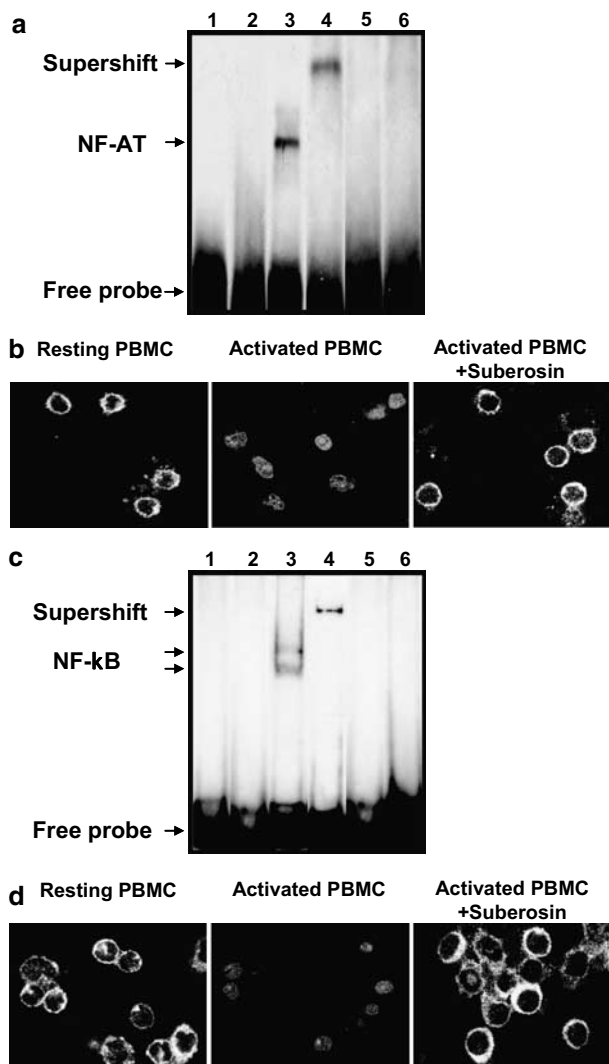 a
1 2 3 4 5 6
Supershift
NF-AT
Free probe
b
Resting PBMC
Activated PBMC
Activated PBMC
+Suberosin
c
1 2 3 4 5 6
Supershift
NF-kB
Free probe
d
Resting PBMC
Activated PBMC
Activated PBMC
+Suberosin